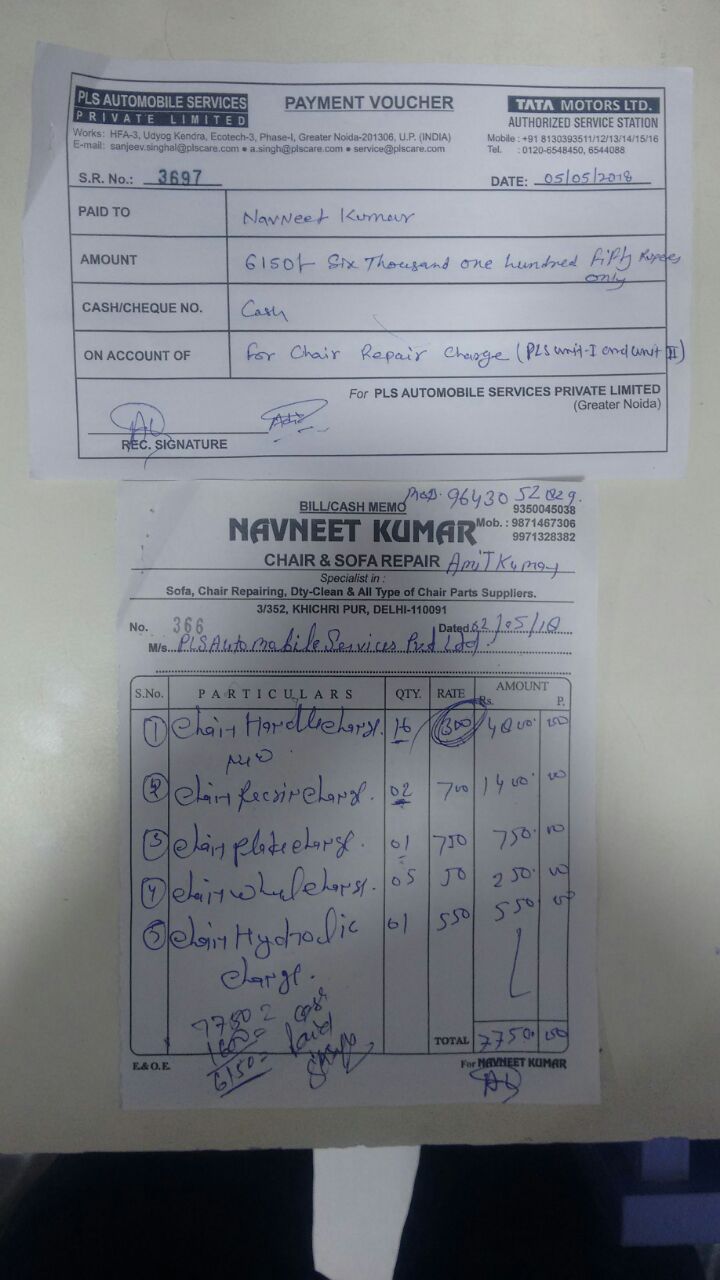 PLS AUTOMOBILE SERVICES
PRIVATE LIMITED
PAYMENT VOUCHER
TATA MOTORS LTD.
AUTHORIZED SERVICE STATION
Works: HFA-3, Udyog Kendra, Ecotech-3, Phase-I, Greater Noida-201306, U.P. (INDIA)
E-mail: sanjeev.singhal@plscare.com ● a.singh@plscare.com ● service@plscare.com
Mobile : +91 8130393511/12/13/14/15/16
Tel. : 0120-6548450, 6544088
S.R. No.: 3697
DATE: 05/05/2018
PAID TO Navneet Kumar
AMOUNT 6150/- Six Thousand one hundred fifty Rupees
only
CASH/CHEQUE NO. Cash
ON ACCOUNT OF for Chair Repair Charge (PLS unit-I and unit II)
For PLS AUTOMOBILE SERVICES PRIVATE LIMITED
(Greater Noida)
REC. SIGNATURE
BILL/CASH MEMO
9350045038
NAVNEET KUMAR Mob. : 9871467306
9971328382
CHAIR & SOFA REPAIR Amit Kumar
Specialist in :
Sofa, Chair Repairing, Dty-Clean & All Type of Chair Parts Suppliers.
3/352, KHICHRI PUR, DELHI-110091
No. 366 Dated 02/05/18
M/s PLS Automobile Services Pvt Ltd.
S.No. PARTICULARS QTY. RATE AMOUNT
Rs. P.
1 Chair Handle charge. 16 300 4800.00
2 Chair charge. 02 700 1400.00
3 Chair plate charge. 01 750 750.00
4 Chair wheel charge. 05 50 250.00
5 Chair Hydrolic 01 550 550.00
charge.
7750= cash
1600= Paid
6150=
TOTAL 7750.00
E.& O.E. For NAVNEET KUMAR